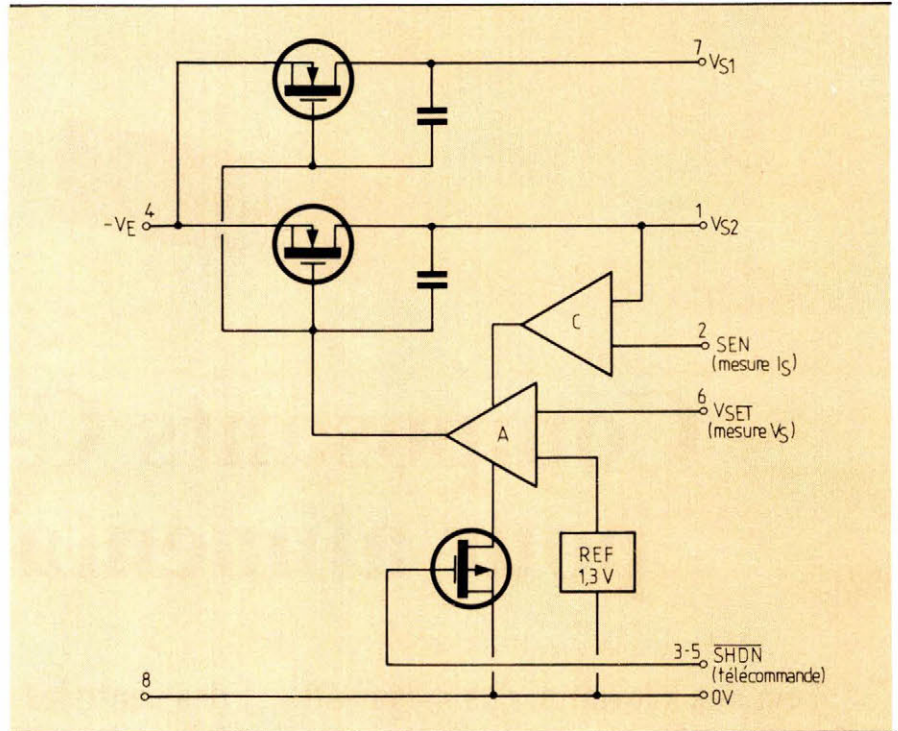 7
VS1
4
-VE
1
VS2
C
2
SEN
(mesure IS)
6
VSET
(mesure VS)
A
REF
1,3 V
3-5
SHDN
(télécommande)
8
0V